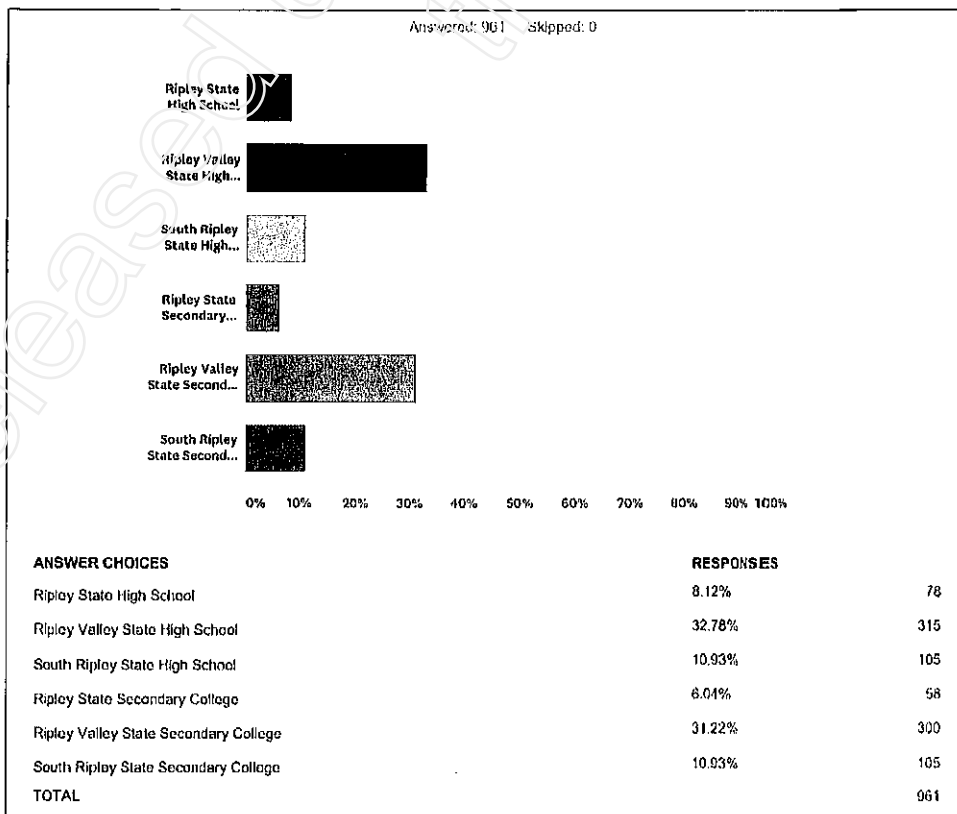 Answered: 961 Skipped: 0
Ripley State
High School
Ripley Valley
State High...
South Ripley
State High...
Ripley State
Secondary...
Ripley Valley
State Second...
South Ripley
State Second...
0% 10% 20% 30% 40% 50% 60% 70% 80% 90% 100%
ANSWER CHOICES RESPONSES
Ripley State High School 8.12% 78
Ripley Valley State High School 32.78% 315
South Ripley State High School 10.93% 105
Ripley State Secondary College 6.04% 58
Ripley Valley State Secondary College 31.22% 300
South Ripley State Secondary College 10.93% 105
TOTAL 961